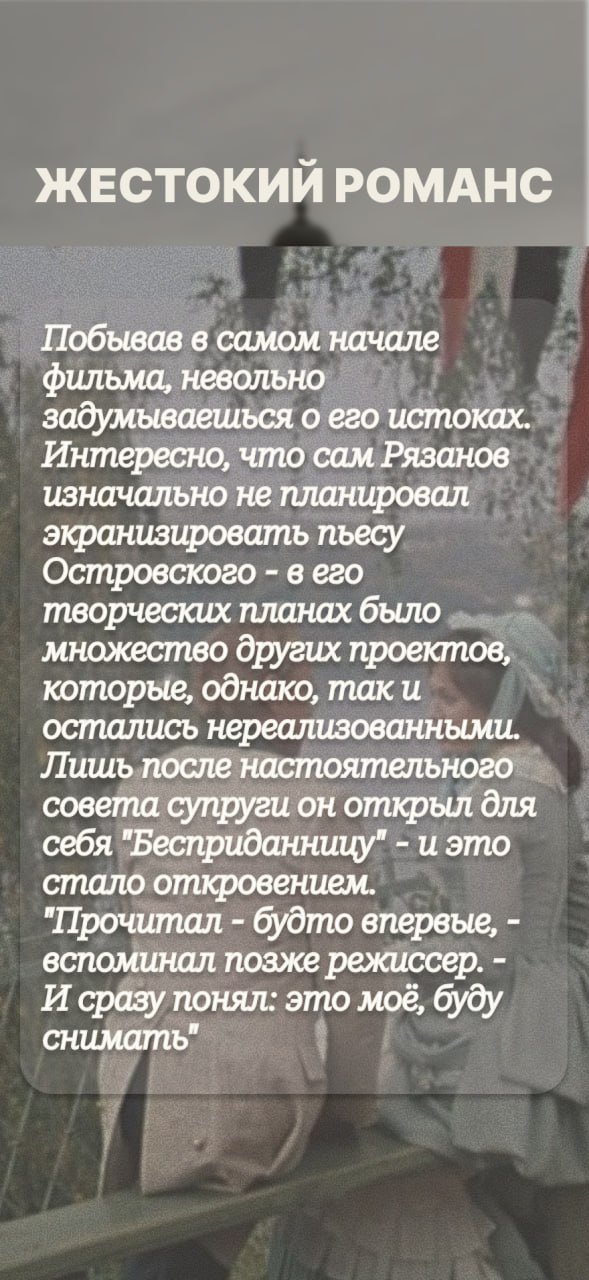 ЖЕСТОКИЙ РОМАНС
Побывав в самом начале
фильма, невольно
задумываешься о его истоках.
Интересно, что сам Рязанов
изначально не планировал
экранизировать пьесу
Островского - в его
творческих планах было
множество других проектов,
которые, однако, так и
остались нереализованными.
Лишь после настоятельного
совета супруги он открыл для
себя "Бесприданницу" - и это
стало откровением.
"Прочитал - будто впервые, -
вспоминал позже режиссер. -
И сразу понял: это моё, буду
снимать"